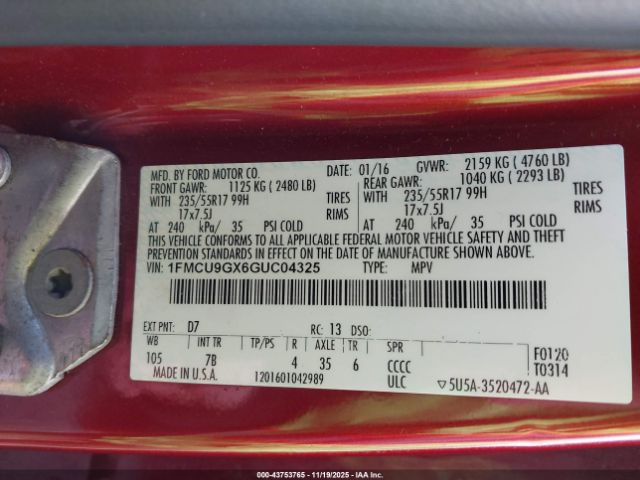 MFD. BY FORD MOTOR CO. DATE: 01/16 GVWR: 2159 KG ( 4760 LB)
FRONT GAWR: 1125 KG ( 2480 LB) REAR GAWR: 1040 KG ( 2293 LB)
WITH 235/55R17 99H TIRES WITH 235/55R17 99H TIRES
17x7.5J RIMS 17x7.5J RIMS
AT 240 kPa/ 35 PSI COLD AT 240 kPa/ 35 PSI COLD
THIS VEHICLE CONFORMS TO ALL APPLICABLE FEDERAL MOTOR VEHICLE SAFETY AND THEFT
PREVENTION STANDARDS IN EFFECT ON THE DATE OF MANUFACTURE SHOWN ABOVE.
VIN: 1FMCU9GX6GUC04325 TYPE: MPV
EXT PNT: D7 RC: 13 DSO:
WB INT TR TP/PS R AXLE TR SPR F0120
105 7B 4 35 6 CCCC T0314
MADE IN U.S.A. 1201601042989 ULC 5U5A-3520472-AA
000-43753765 - 11/19/2025 - IAA Inc.